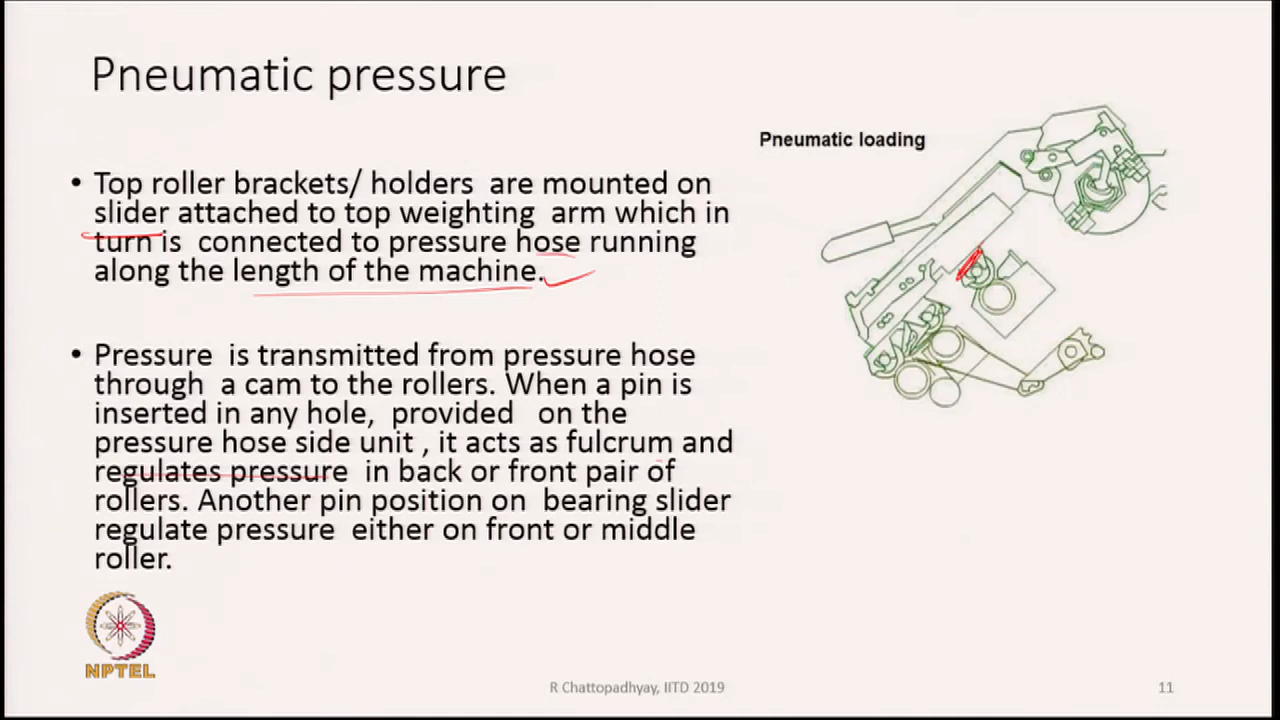 Pneumatic pressure
Pneumatic loading
• Top roller brackets/ holders are mounted on
slider attached to top weighting arm which in
turn is connected to pressure hose running
along the length of the machine.
• Pressure is transmitted from pressure hose
through a cam to the rollers. When a pin is
inserted in any hole, provided on the
pressure hose side unit , it acts as fulcrum and
regulates pressure in back or front pair of
rollers. Another pin position on bearing slider
regulate pressure either on front or middle
roller.
NPTEL
R Chattopadhyay, IITD 2019
11